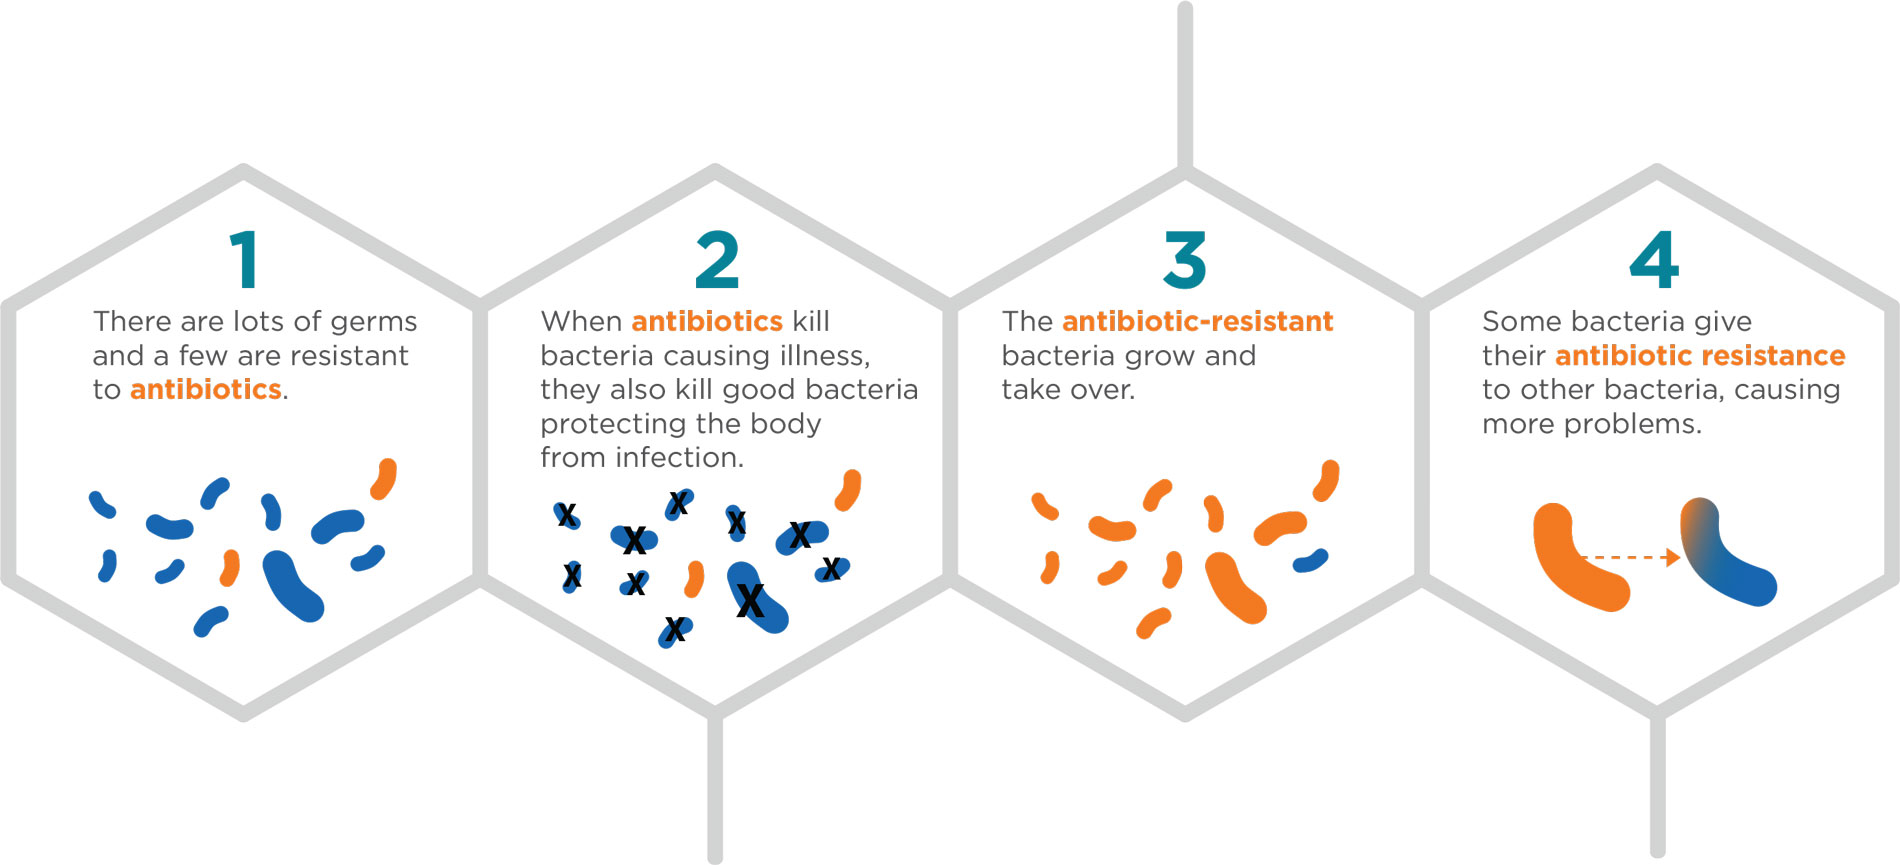 1
There are lots of germs
and a few are resistant
to antibiotics.
2
When antibiotics kill
bacteria causing illness,
they also kill good bacteria
protecting the body
from infection.
X X X X X X X X X X
3
The antibiotic-resistant
bacteria grow and
take over.
4
Some bacteria give
their antibiotic resistance
to other bacteria, causing
more problems.